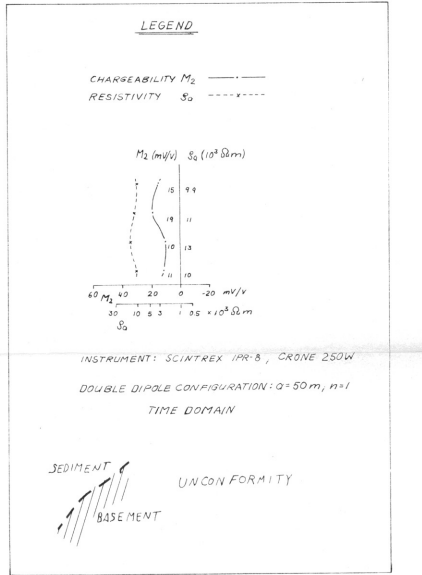 LEGEND
CHARGEABILITY M2
RESISTIVITY ρa
M2 (mV/V) ρa (10³ Ωm)
15 9.9
19 11
10 13
11 10
60 M2 40 20 0 -20 mV/V
30 10 5 3 1 0.5 ×10³ Ωm
ρa
INSTRUMENT: SCINTREX IPR-8, CRONE 250W
DOUBLE DIPOLE CONFIGURATION: a=50m, n=1
TIME DOMAIN
SEDIMENT
UNCONFORMITY
BASEMENT